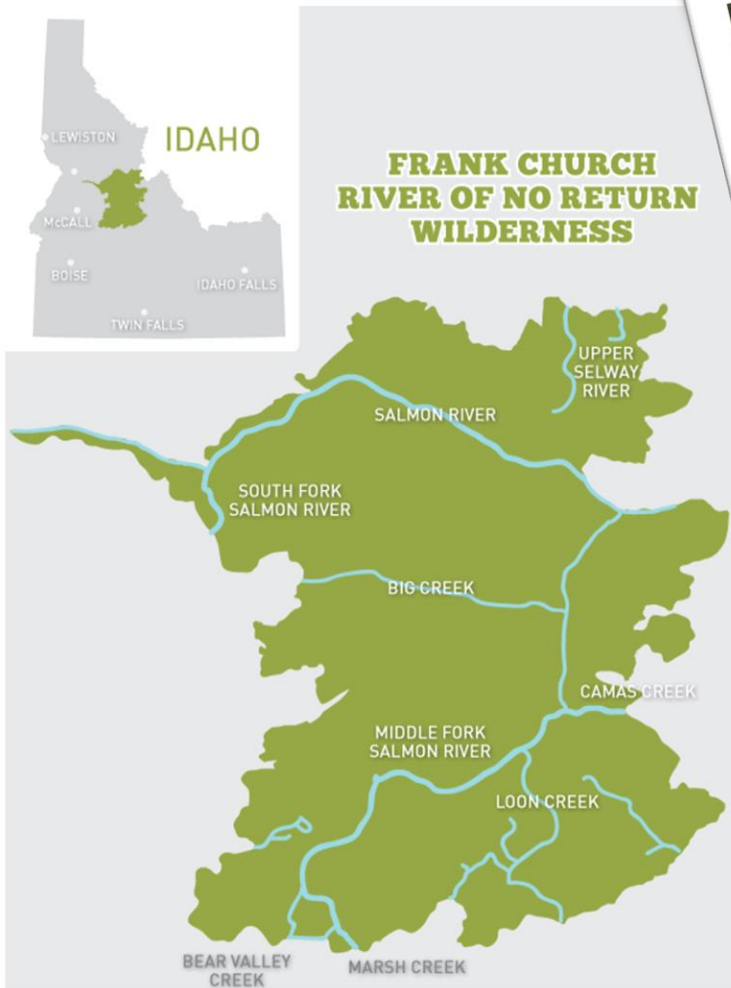 LEWISTON
IDAHO
McCALL
BOISE
IDAHO FALLS
TWIN FALLS
FRANK CHURCH
RIVER OF NO RETURN
WILDERNESS
UPPER
SELWAY
RIVER
SALMON RIVER
SOUTH FORK
SALMON RIVER
BIG CREEK
CAMAS CREEK
MIDDLE FORK
SALMON RIVER
LOON CREEK
BEAR VALLEY
CREEK
MARSH CREEK